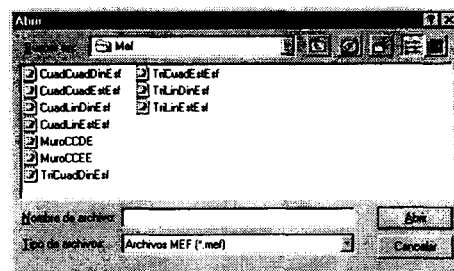 Abrir
Buscar en: Mef
CuadCuadDinEsf TriCuadEstEsf
CuadCuadEstEsf TriLinDinEsf
CuadLinDinEsf TriLinEstEsf
CuadLinEstEsf
MuroCCDE
MuroCCEE
TriCuadDinEsf
Nombre de archivo: Abrir
Tipo de archivos: Archivos MEF (*.mef) Cancelar